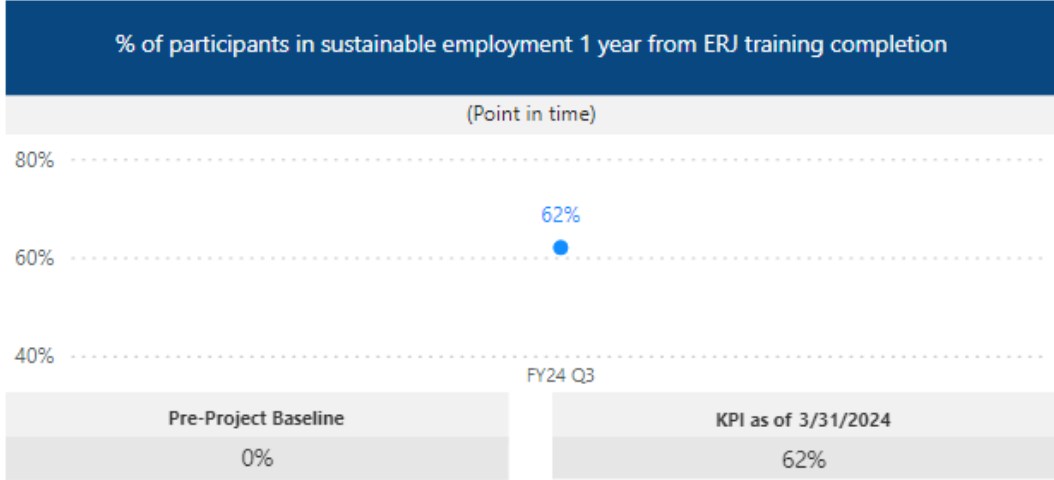 % of participants in sustainable employment 1 year from ERJ training completion
(Point in time)
80%
62%
60%
40%
FY24 Q3
Pre-Project Baseline
KPI as of 3/31/2024
0%
62%